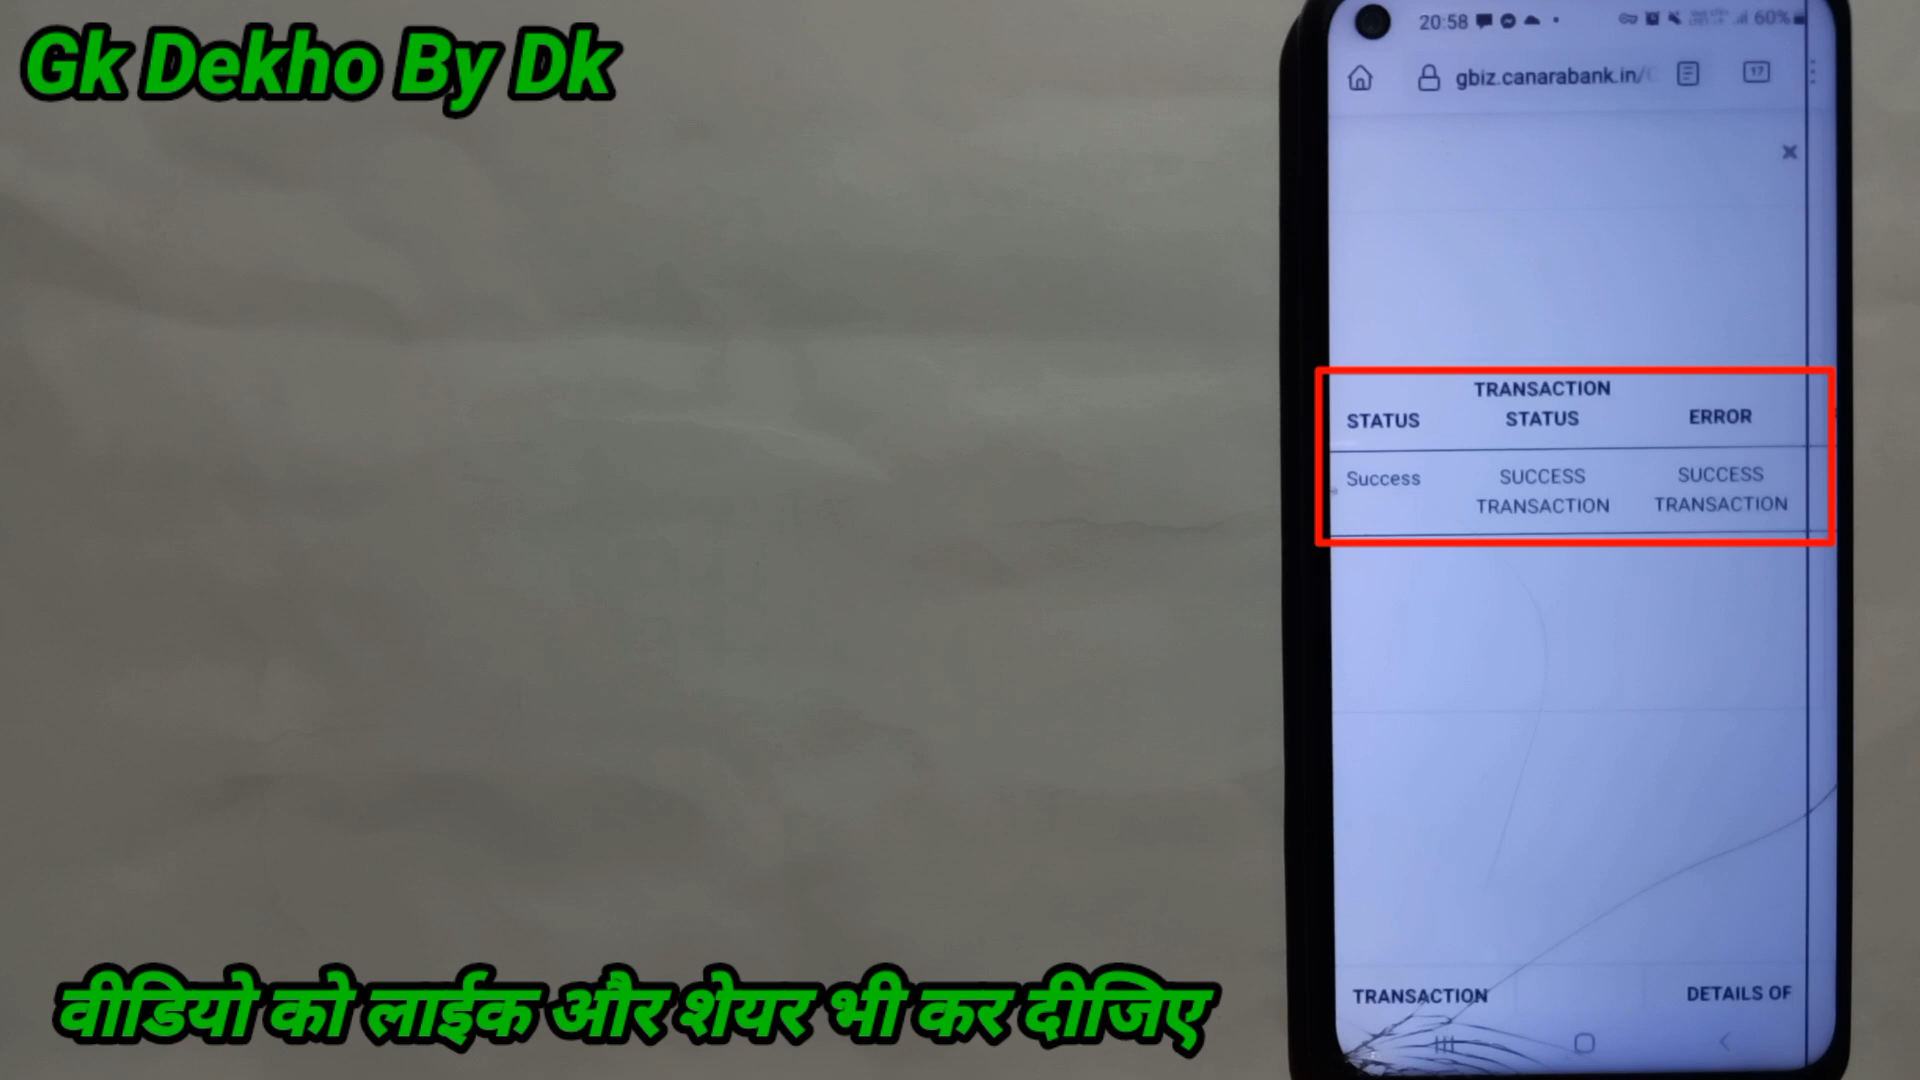 Gk Dekho By Dk
20:58
60%
gbiz.canarabank.in/
17
STATUS
TRANSACTION
STATUS
ERROR
Success
SUCCESS
TRANSACTION
SUCCESS
TRANSACTION
TRANSACTION
DETAILS OF
वीडियो को लाईक और शेयर भी कर दीजिए